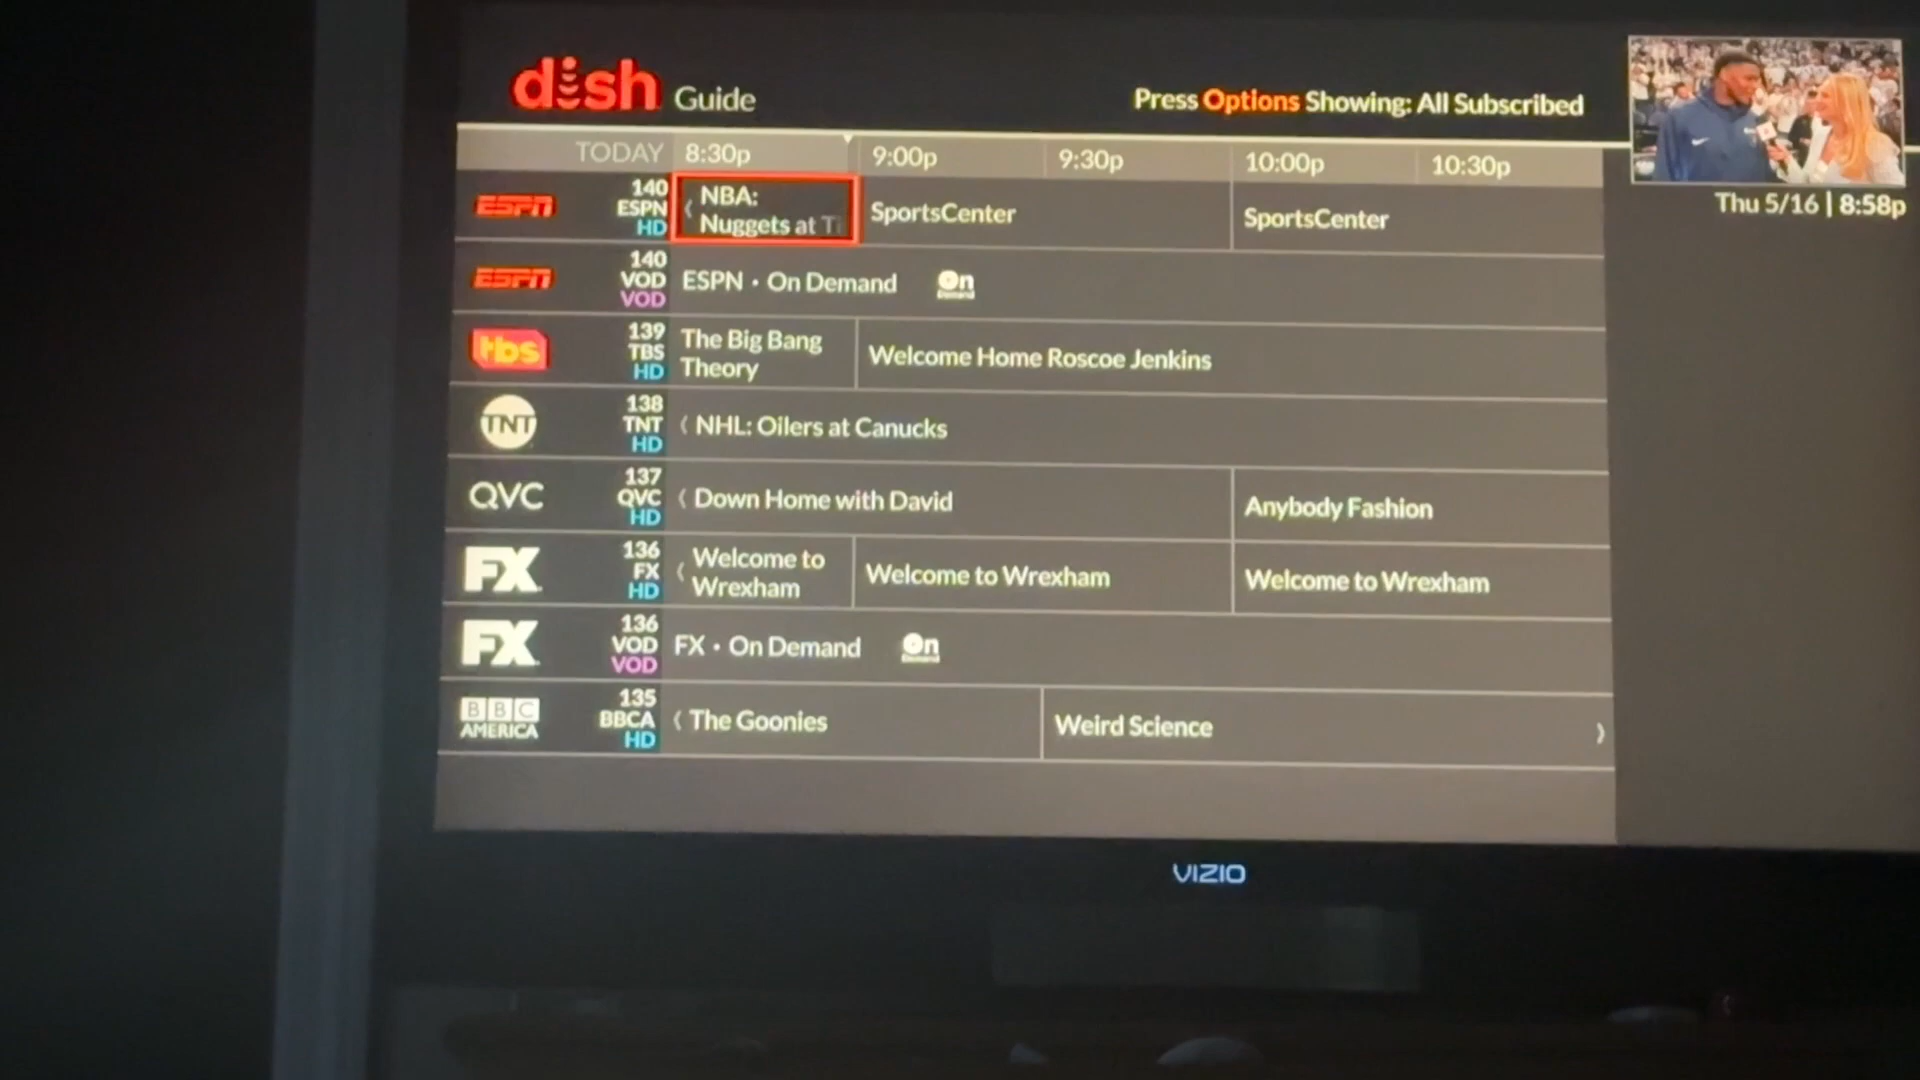 dish Guide
Press Options Showing: All Subscribed
TODAY 8:30p 9:00p 9:30p 10:00p 10:30p
Thu 5/16 | 8:58p
ESPN
140
ESPN
HD
NBA:
Nuggets at
SportsCenter
SportsCenter
ESPN
140
VOD
VOD
ESPN · On Demand
On
Demand
tbs
139
TBS
HD
The Big Bang
Theory
Welcome Home Roscoe Jenkins
TNT
138
TNT
HD
NHL: Oilers at Canucks
QVC
137
QVC
HD
Down Home with David
Anybody Fashion
FX
136
FX
HD
Welcome to
Wrexham
Welcome to Wrexham
Welcome to Wrexham
FX
136
VOD
VOD
FX · On Demand
On
Demand
BBC
AMERICA
135
BBCA
HD
The Goonies
Weird Science
VIZIO